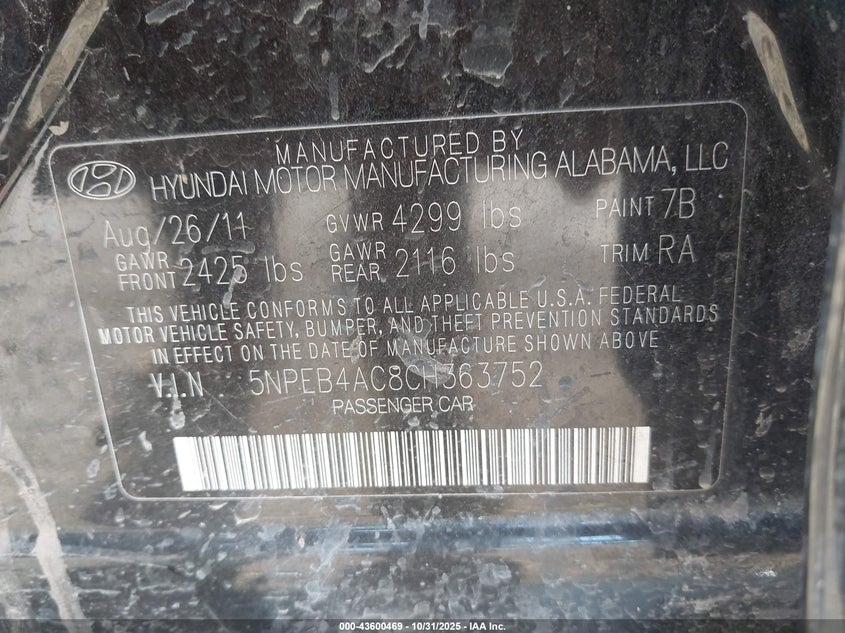 MANUFACTURED BY
HYUNDAI MOTOR MANUFACTURING ALABAMA, LLC
Aug/26/11 GVWR 4299 lbs PAINT 7B
GAWR FRONT 2425 lbs GAWR REAR 2116 lbs TRIM RA
THIS VEHICLE CONFORMS TO ALL APPLICABLE U.S.A. FEDERAL
MOTOR VEHICLE SAFETY, BUMPER, AND THEFT PREVENTION STANDARDS
IN EFFECT ON THE DATE OF MANUFACTURE SHOWN ABOVE
V.I.N 5NPEB4AC8CH363752
PASSENGER CAR
000-43600469 - 10/31/2025 - IAA Inc.